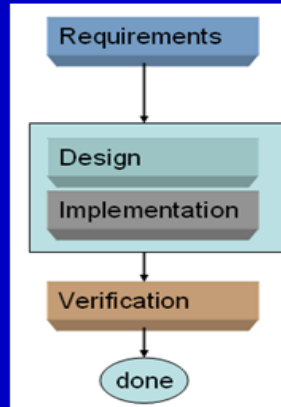 Requirements
Design
Implementation
Verification
done